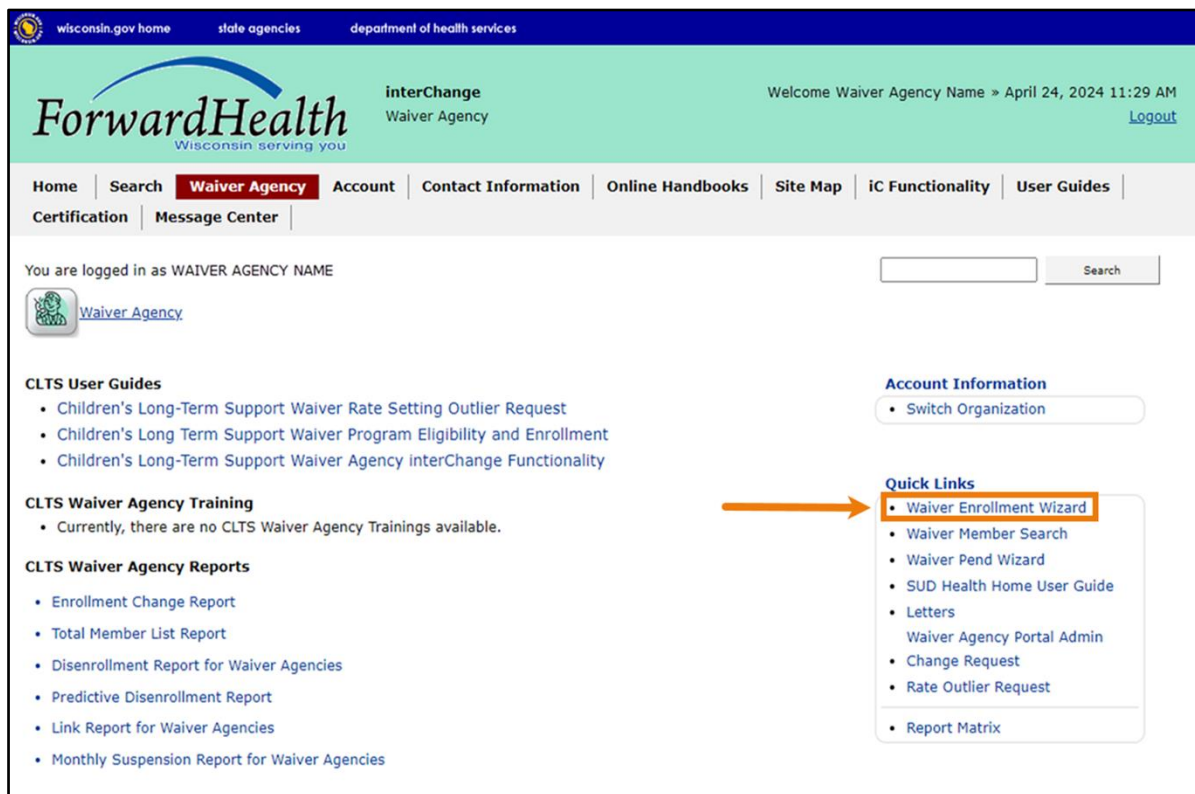 wisconsin.gov home state agencies department of health services
ForwardHealth
Wisconsin serving you
interChange
Waiver Agency
Welcome Waiver Agency Name » April 24, 2024 11:29 AM
Logout
Home Search Waiver Agency Account Contact Information Online Handbooks Site Map iC Functionality User Guides
Certification Message Center
You are logged in as WAIVER AGENCY NAME
Search
Waiver Agency
CLTS User Guides
• Children's Long-Term Support Waiver Rate Setting Outlier Request
• Children's Long Term Support Waiver Program Eligibility and Enrollment
• Children's Long-Term Support Waiver Agency interChange Functionality
CLTS Waiver Agency Training
• Currently, there are no CLTS Waiver Agency Trainings available.
CLTS Waiver Agency Reports
• Enrollment Change Report
• Total Member List Report
• Disenrollment Report for Waiver Agencies
• Predictive Disenrollment Report
• Link Report for Waiver Agencies
• Monthly Suspension Report for Waiver Agencies
Account Information
• Switch Organization
Quick Links
• Waiver Enrollment Wizard
• Waiver Member Search
• Waiver Pend Wizard
• SUD Health Home User Guide
• Letters
Waiver Agency Portal Admin
• Change Request
• Rate Outlier Request
• Report Matrix